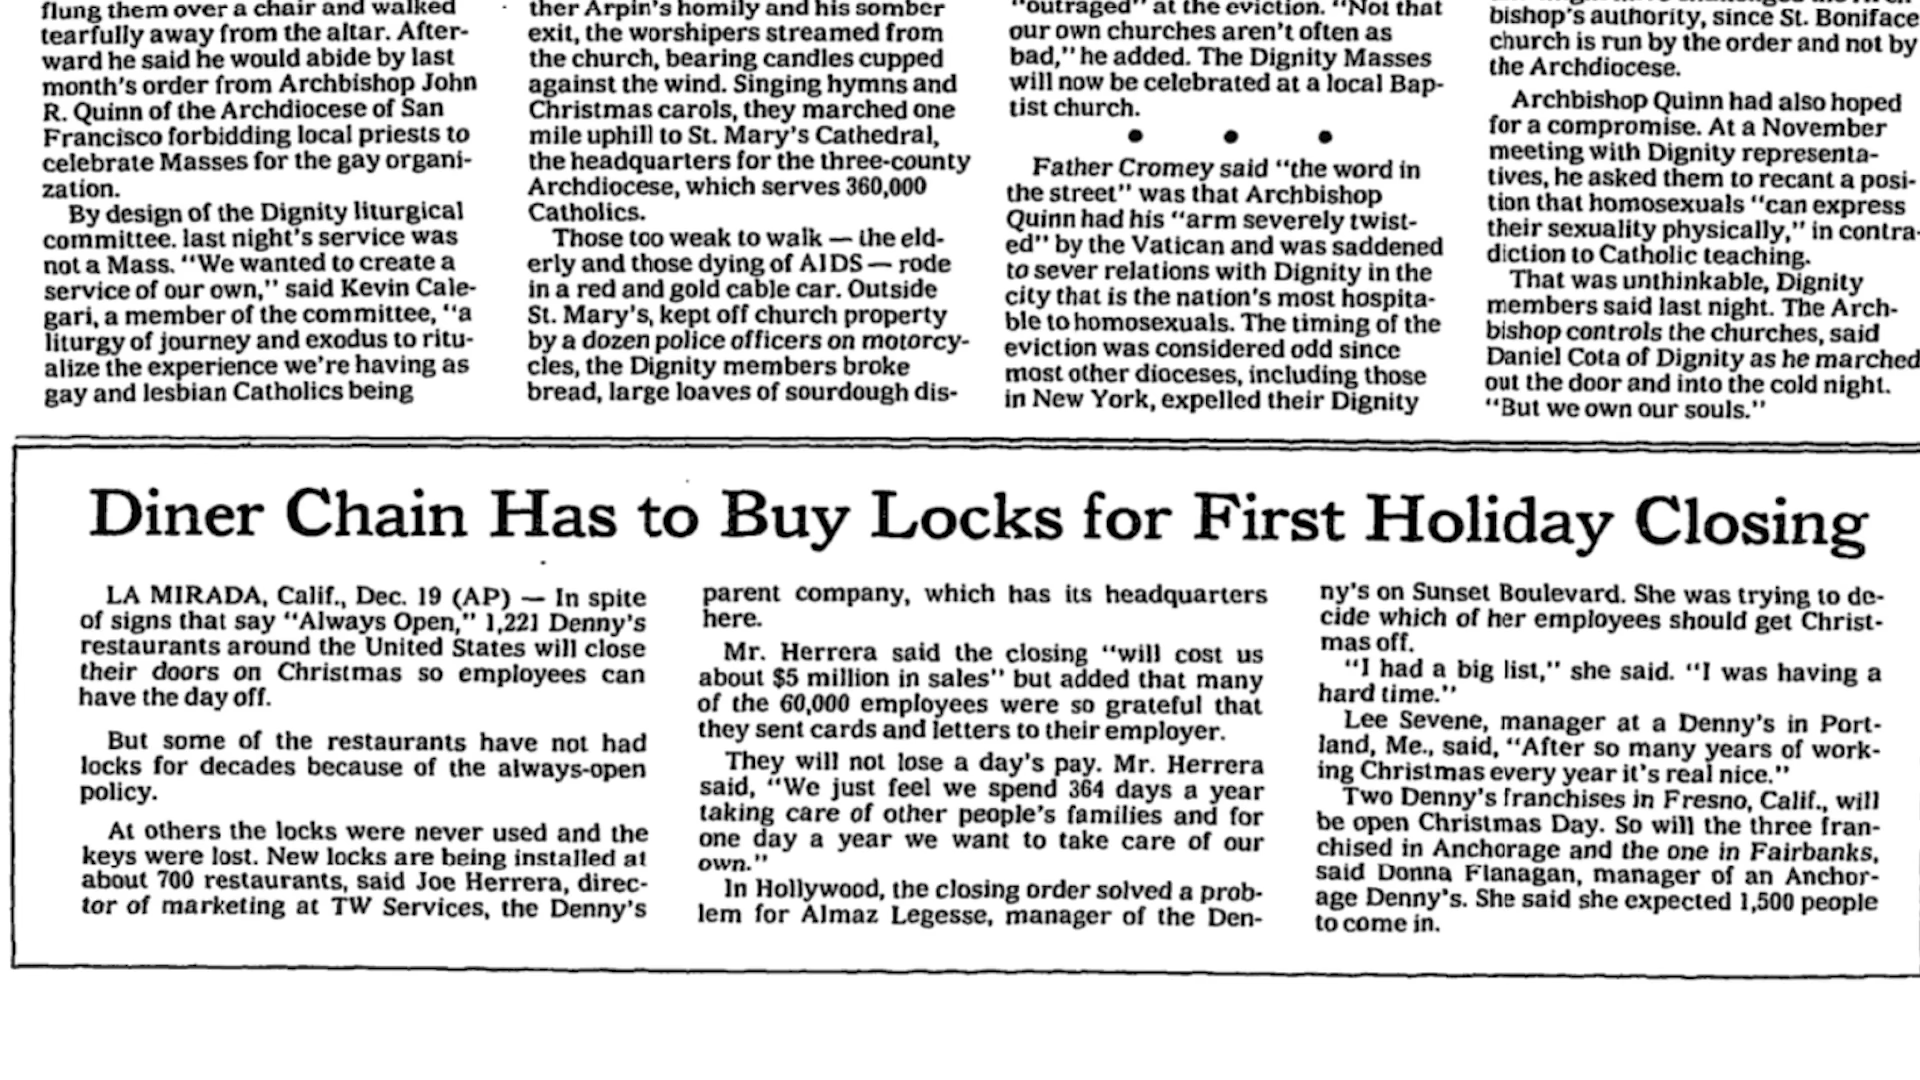 flung them over a chair and walked
tearfully away from the altar. After-
ward he said he would abide by last
month's order from Archbishop John
R. Quinn of the Archdiocese of San
Francisco forbidding local priests to
celebrate Masses for the gay organi-
zation.
By design of the Dignity liturgical
committee. last night's service was
not a Mass. "We wanted to create a
service of our own," said Kevin Cale-
gari, a member of the committee, "a
liturgy of journey and exodus to ritu-
alize the experience we're having as
gay and lesbian Catholics being
ther Arpin's homily and his somber
exit, the worshipers streamed from
the church, bearing candles cupped
against the wind. Singing hymns and
Christmas carols, they marched one
mile uphill to St. Mary's Cathedral,
the headquarters for the three-county
Archdiocese, which serves 360,000
Catholics.
Those too weak to walk — the eld-
erly and those dying of AIDS — rode
in a red and gold cable car. Outside
St. Mary's, kept off church property
by a dozen police officers on motorcy-
cles, the Dignity members broke
bread, large loaves of sourdough dis-
"outraged" at the eviction. "Not that
our own churches aren't often as
bad," he added. The Dignity Masses
will now be celebrated at a local Bap-
tist church.
• • •
Father Cromey said "the word in
the street" was that Archbishop
Quinn had his "arm severely twist-
ed" by the Vatican and was saddened
to sever relations with Dignity in the
city that is the nation's most hospita-
ble to homosexuals. The timing of the
eviction was considered odd since
most other dioceses, including those
in New York, expelled their Dignity
bishop's authority, since St. Boniface
church is run by the order and not by
the Archdiocese.
Archbishop Quinn had also hoped
for a compromise. At a November
meeting with Dignity representa-
tives, he asked them to recant a posi-
tion that homosexuals "can express
their sexuality physically," in contra-
diction to Catholic teaching.
That was unthinkable, Dignity
members said last night. The Arch-
bishop controls the churches, said
Daniel Cota of Dignity as he marched
out the door and into the cold night.
"But we own our souls."
Diner Chain Has to Buy Locks for First Holiday Closing
LA MIRADA, Calif., Dec. 19 (AP) — In spite
of signs that say "Always Open," 1,221 Denny's
restaurants around the United States will close
their doors on Christmas so employees can
have the day off.
But some of the restaurants have not had
locks for decades because of the always-open
policy.
At others the locks were never used and the
keys were lost. New locks are being installed at
about 700 restaurants, said Joe Herrera, direc-
tor of marketing at TW Services, the Denny's
parent company, which has its headquarters
here.
Mr. Herrera said the closing "will cost us
about $5 million in sales" but added that many
of the 60,000 employees were so grateful that
they sent cards and letters to their employer.
They will not lose a day's pay. Mr. Herrera
said, "We just feel we spend 364 days a year
taking care of other people's families and for
one day a year we want to take care of our
own."
In Hollywood, the closing order solved a prob-
lem for Almaz Legesse, manager of the Den-
ny's on Sunset Boulevard. She was trying to de-
cide which of her employees should get Christ-
mas off.
"I had a big list," she said. "I was having a
hard time."
Lee Sevene, manager at a Denny's in Port-
land, Me., said, "After so many years of work-
ing Christmas every year it's real nice."
Two Denny's franchises in Fresno, Calif., will
be open Christmas Day. So will the three fran-
chised in Anchorage and the one in Fairbanks,
said Donna Flanagan, manager of an Anchor-
age Denny's. She said she expected 1,500 people
to come in.